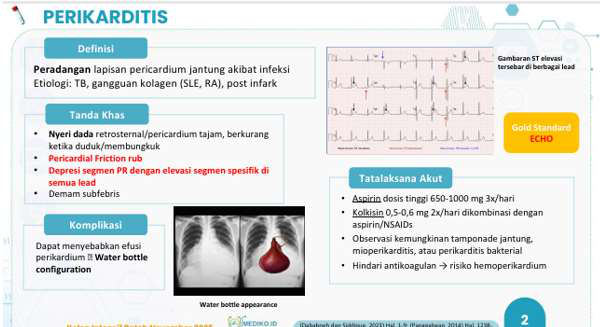 PERIKARDITIS
Definisi
Peradangan lapisan pericardium jantung akibat infeksi
Etiologi: TB, gangguan kolagen (SLE, RA), post infark
Tanda Khas
• Nyeri dada retrosternal/pericardium tajam, berkurang
ketika duduk/membungkuk
• Pericardial Friction rub
• Depresi segmen PR dengan elevasi segmen spesifik di
semua lead
• Demam subfebris
Komplikasi
Dapat menyebabkan efusi
perikardium Water bottle
configuration
Water bottle appearance
Gambaran ST elevasi
tersebar di berbagai lead
Gold Standard
ECHO
Tatalaksana Akut
• Aspirin dosis tinggi 650-1000 mg 3x/hari
• Kolkisin 0,5-0,6 mg 2x/hari dikombinasi dengan
aspirin/NSAIDs
• Observasi kemungkinan tamponade jantung,
mioperikarditis, atau perikarditis bakterial
• Hindari antikoagulan → risiko hemoperikardium
MEDIKO.ID
2